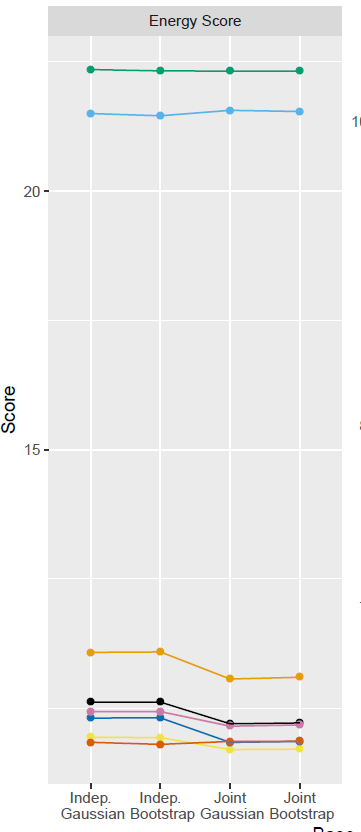 Energy Score
20
15
Score
Indep. Indep. Joint Joint
Gaussian Bootstrap Gaussian Bootstrap